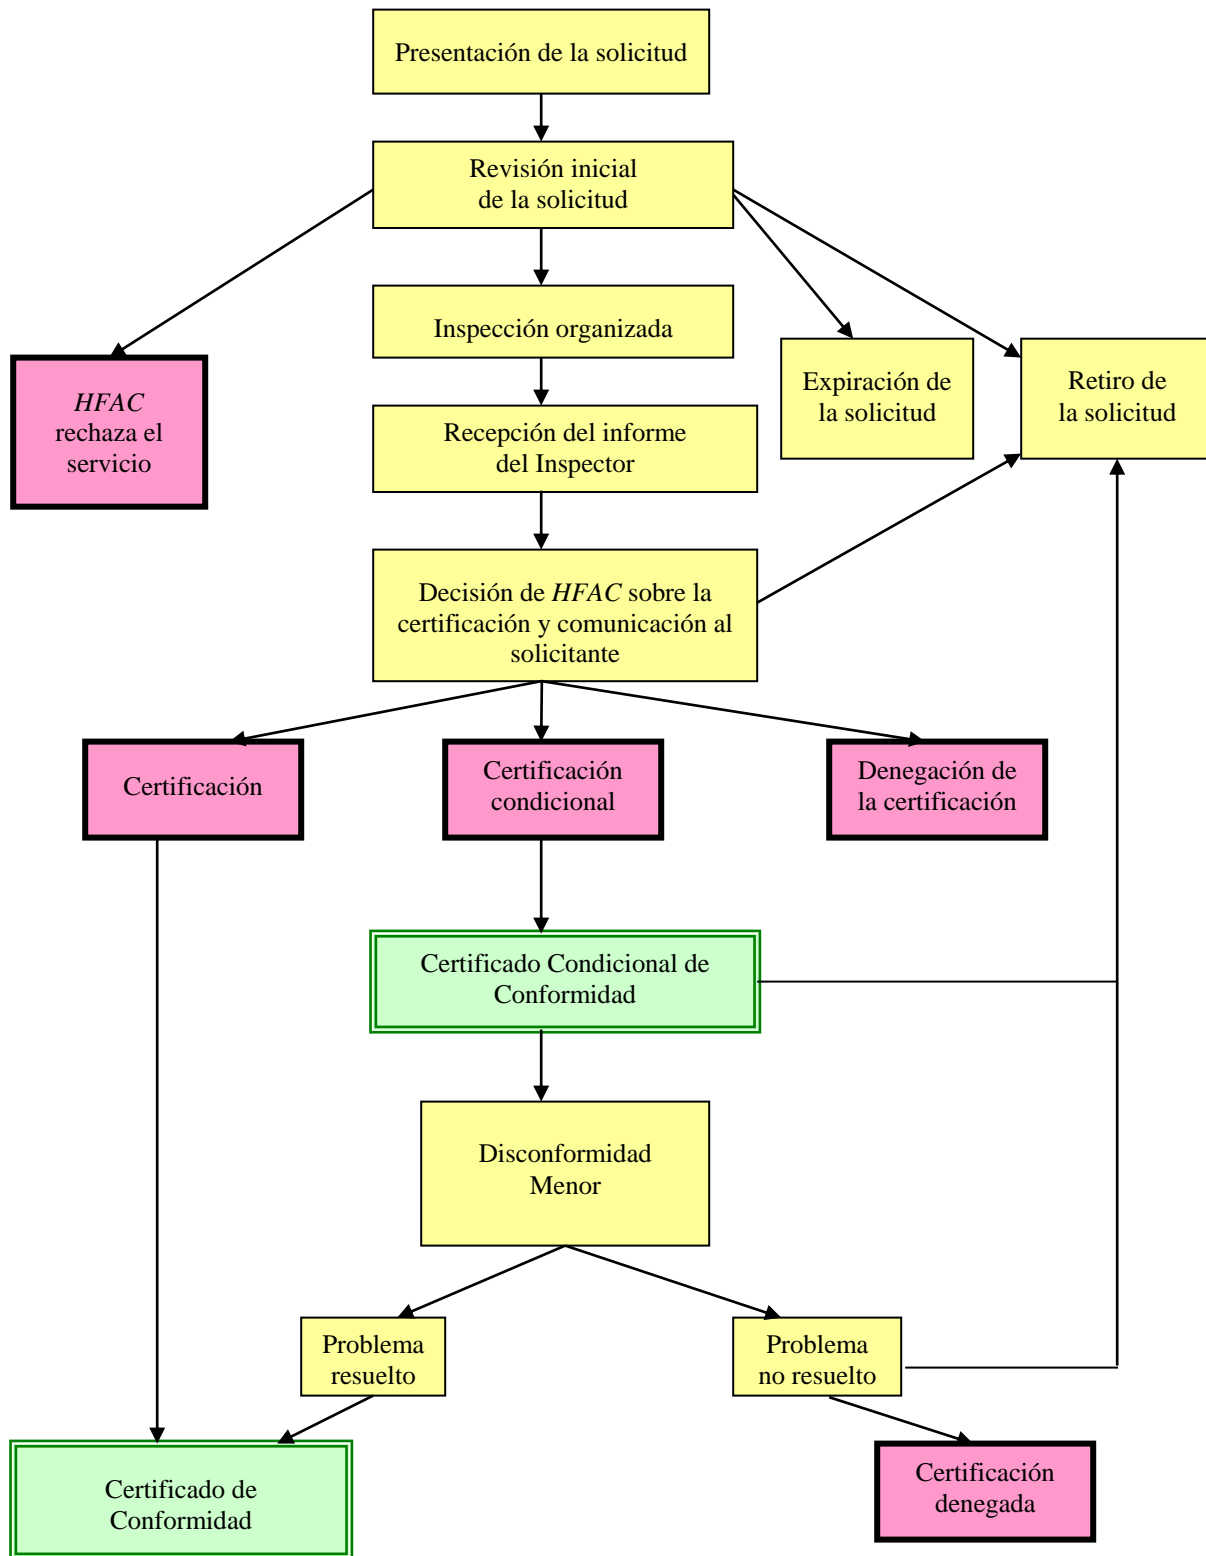 Presentación de la solicitud
Revisión inicial
de la solicitud
Inspección organizada
HFAC
rechaza el
servicio
Expiración de
la solicitud
Retiro de
la solicitud
Recepción del informe
del Inspector
Decisión de HFAC sobre la
certificación y comunicación al
solicitante
Certificación
Certificación
condicional
Denegación de
la certificación
Certificado Condicional de
Conformidad
Disconformidad
Menor
Problema
resuelto
Problema
no resuelto
Certificado de
Conformidad
Certificación
denegada